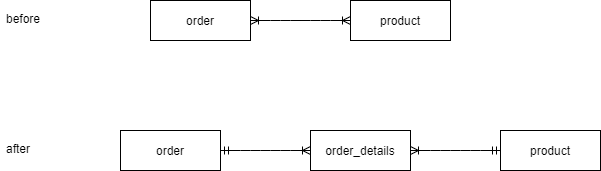 before
order
product
after
order
order_details
product